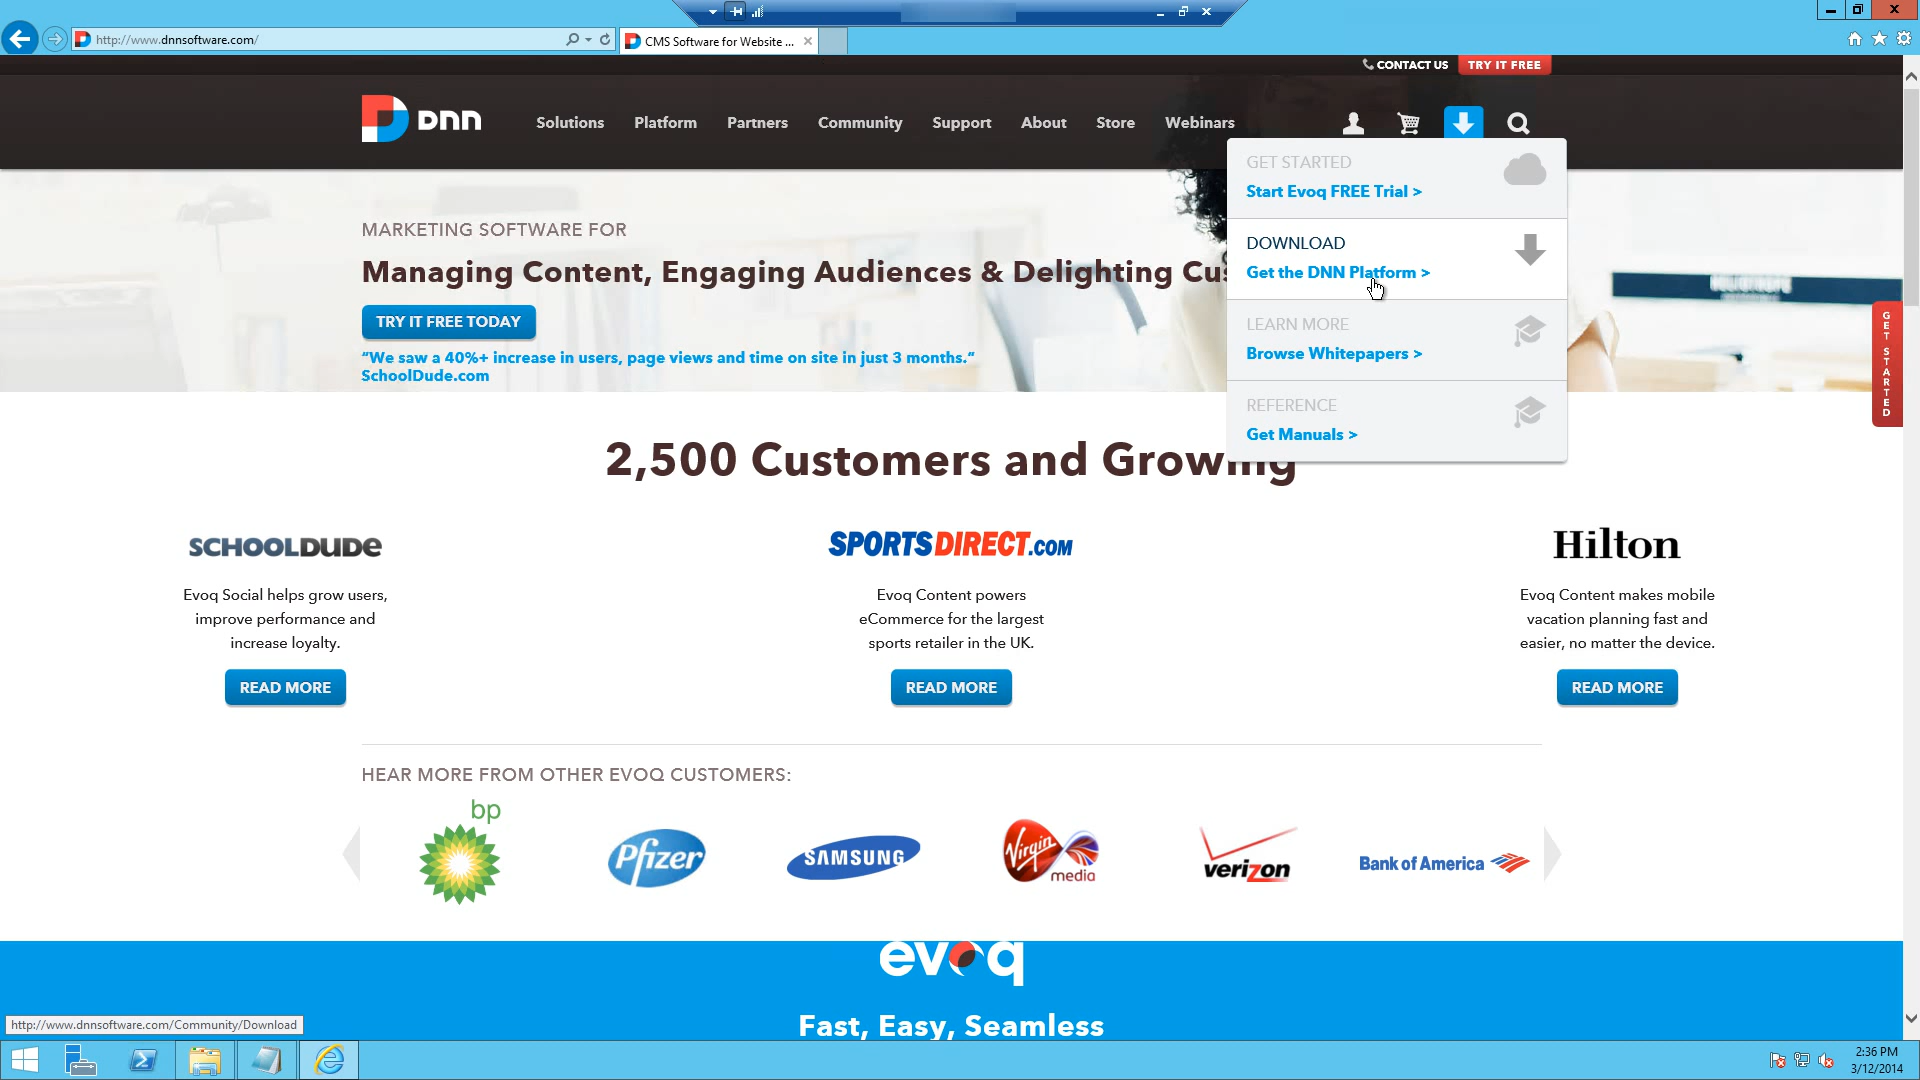 http://www.dnnsoftware.com/
CMS Software for Website ...
CONTACT US
TRY IT FREE
DNN
Solutions
Platform
Partners
Community
Support
About
Store
Webinars
GET STARTED
Start Evoq FREE Trial >
DOWNLOAD
Get the DNN Platform >
LEARN MORE
Browse Whitepapers >
REFERENCE
Get Manuals >
MARKETING SOFTWARE FOR
Managing Content, Engaging Audiences & Delighting Cu
TRY IT FREE TODAY
“We saw a 40%+ increase in users, page views and time on site in just 3 months.”
SchoolDude.com
GET STARTED
2,500 Customers and Growing
SCHOOLDUDE
Evoq Social helps grow users,
improve performance and
increase loyalty.
READ MORE
SPORTSDIRECT.COM
Evoq Content powers
eCommerce for the largest
sports retailer in the UK.
READ MORE
Hilton
Evoq Content makes mobile
vacation planning fast and
easier, no matter the device.
READ MORE
HEAR MORE FROM OTHER EVOQ CUSTOMERS:
bp
Pfizer
SAMSUNG
Virgin
media
verizon
Bank of America
evoq
Fast, Easy, Seamless
http://www.dnnsoftware.com/Community/Download
2:36 PM
3/12/2014